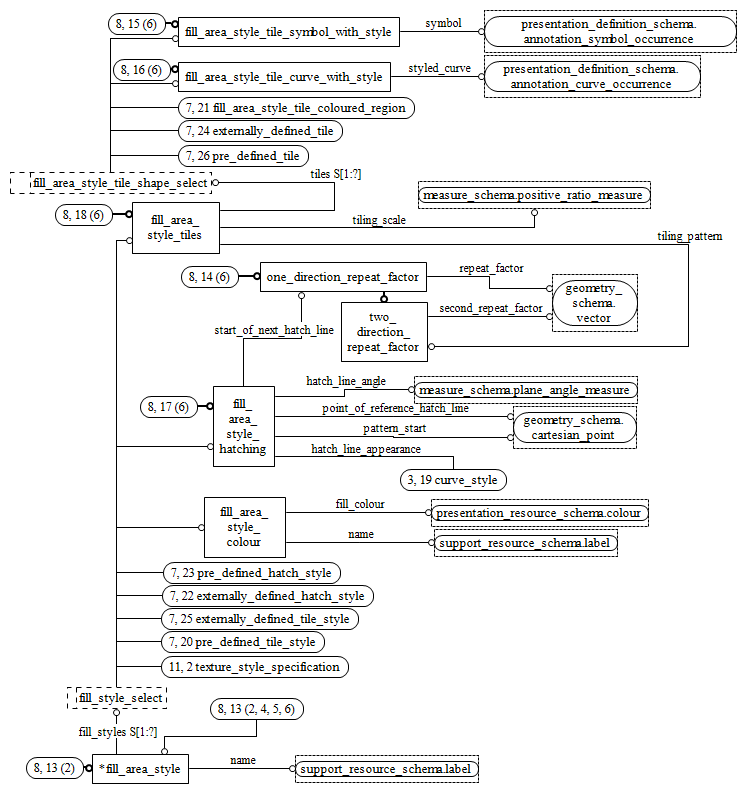 8, 15 (6)
fill_area_style_tile_symbol_with_style
symbol
presentation_definition_schema.
annotation_symbol_occurrence
8, 16 (6)
fill_area_style_tile_curve_with_style
styled_curve
presentation_definition_schema.
annotation_curve_occurrence
7, 21 fill_area_style_tile_coloured_region
7, 24 externally_defined_tile
7, 26 pre_defined_tile
fill_area_style_tile_shape_select
tiles S[1:?]
measure_schema.positive_ratio_measure
8, 18 (6)
fill_area_
style_tiles
tiling_scale
tiling_pattern
8, 14 (6)
one_direction_repeat_factor
repeat_factor
geometry_
schema.
vector
two_
direction_
repeat_factor
second_repeat_factor
start_of_next_hatch_line
8, 17 (6)
fill_
area_
style_
hatching
hatch_line_angle
measure_schema.plane_angle_measure
point_of_reference_hatch_line
geometry_schema.
cartesian_point
pattern_start
hatch_line_appearance
3, 19 curve_style
fill_area_
style_
colour
fill_colour
presentation_resource_schema.colour
name
support_resource_schema.label
7, 23 pre_defined_hatch_style
7, 22 externally_defined_hatch_style
7, 25 externally_defined_tile_style
7, 20 pre_defined_tile_style
11, 2 texture_style_specification
fill_style_select
8, 13 (2, 4, 5, 6)
fill_styles S[1:?]
8, 13 (2)
*fill_area_style
name
support_resource_schema.label